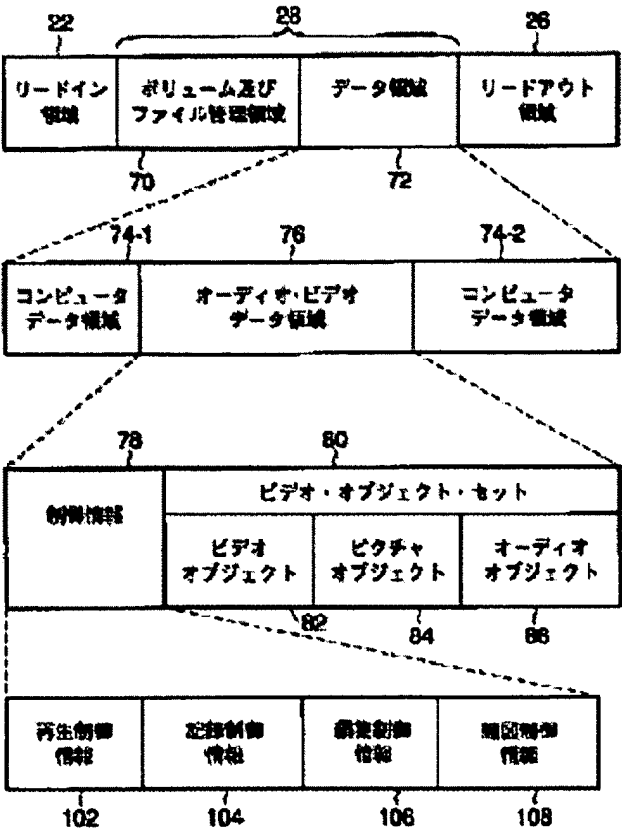 22 28 26
リードイン ボリューム及び データ領域 リードアウト
領域 ファイル管理領域 領域
70 72
74-1 76 74-2
コンピュータ オーディオ・ビデオ コンピュータ
データ領域 データ領域 データ領域
78 80
制御情報 ビデオ・オブジェクト・セット
ビデオ ピクチャ オーディオ
オブジェクト オブジェクト オブジェクト
82 84 86
再生制御 記録制御 編集制御 制御
情報 情報 情報 情報
102 104 106 108